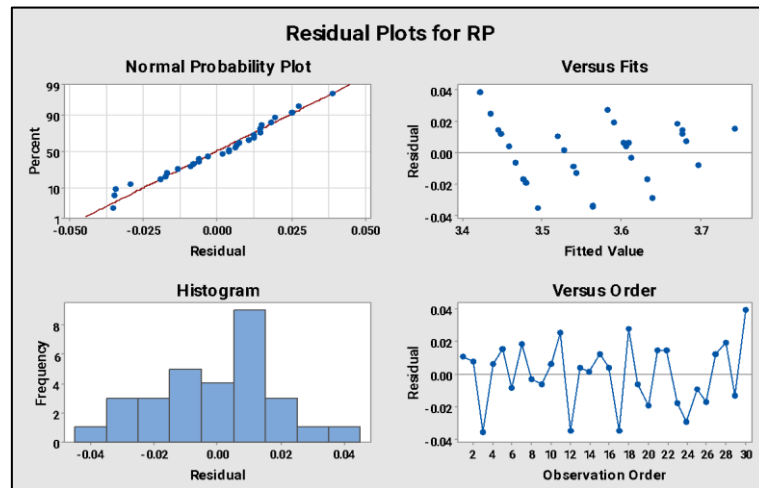 Residual Plots for RP
Normal Probability Plot
99
90
50
10
1
Percent
-0.050
-0.025
0.000
0.025
0.050
Residual
Versus Fits
0.04
0.02
0.00
-0.02
-0.04
Residual
3.4
3.5
3.6
3.7
Fitted Value
Histogram
8
6
4
2
0
Frequency
-0.04
-0.02
0.00
0.02
0.04
Residual
Versus Order
0.04
0.02
0.00
-0.02
-0.04
Residual
2 4 6 8 10 12 14 16 18 20 22 24 26 28 30
Observation Order